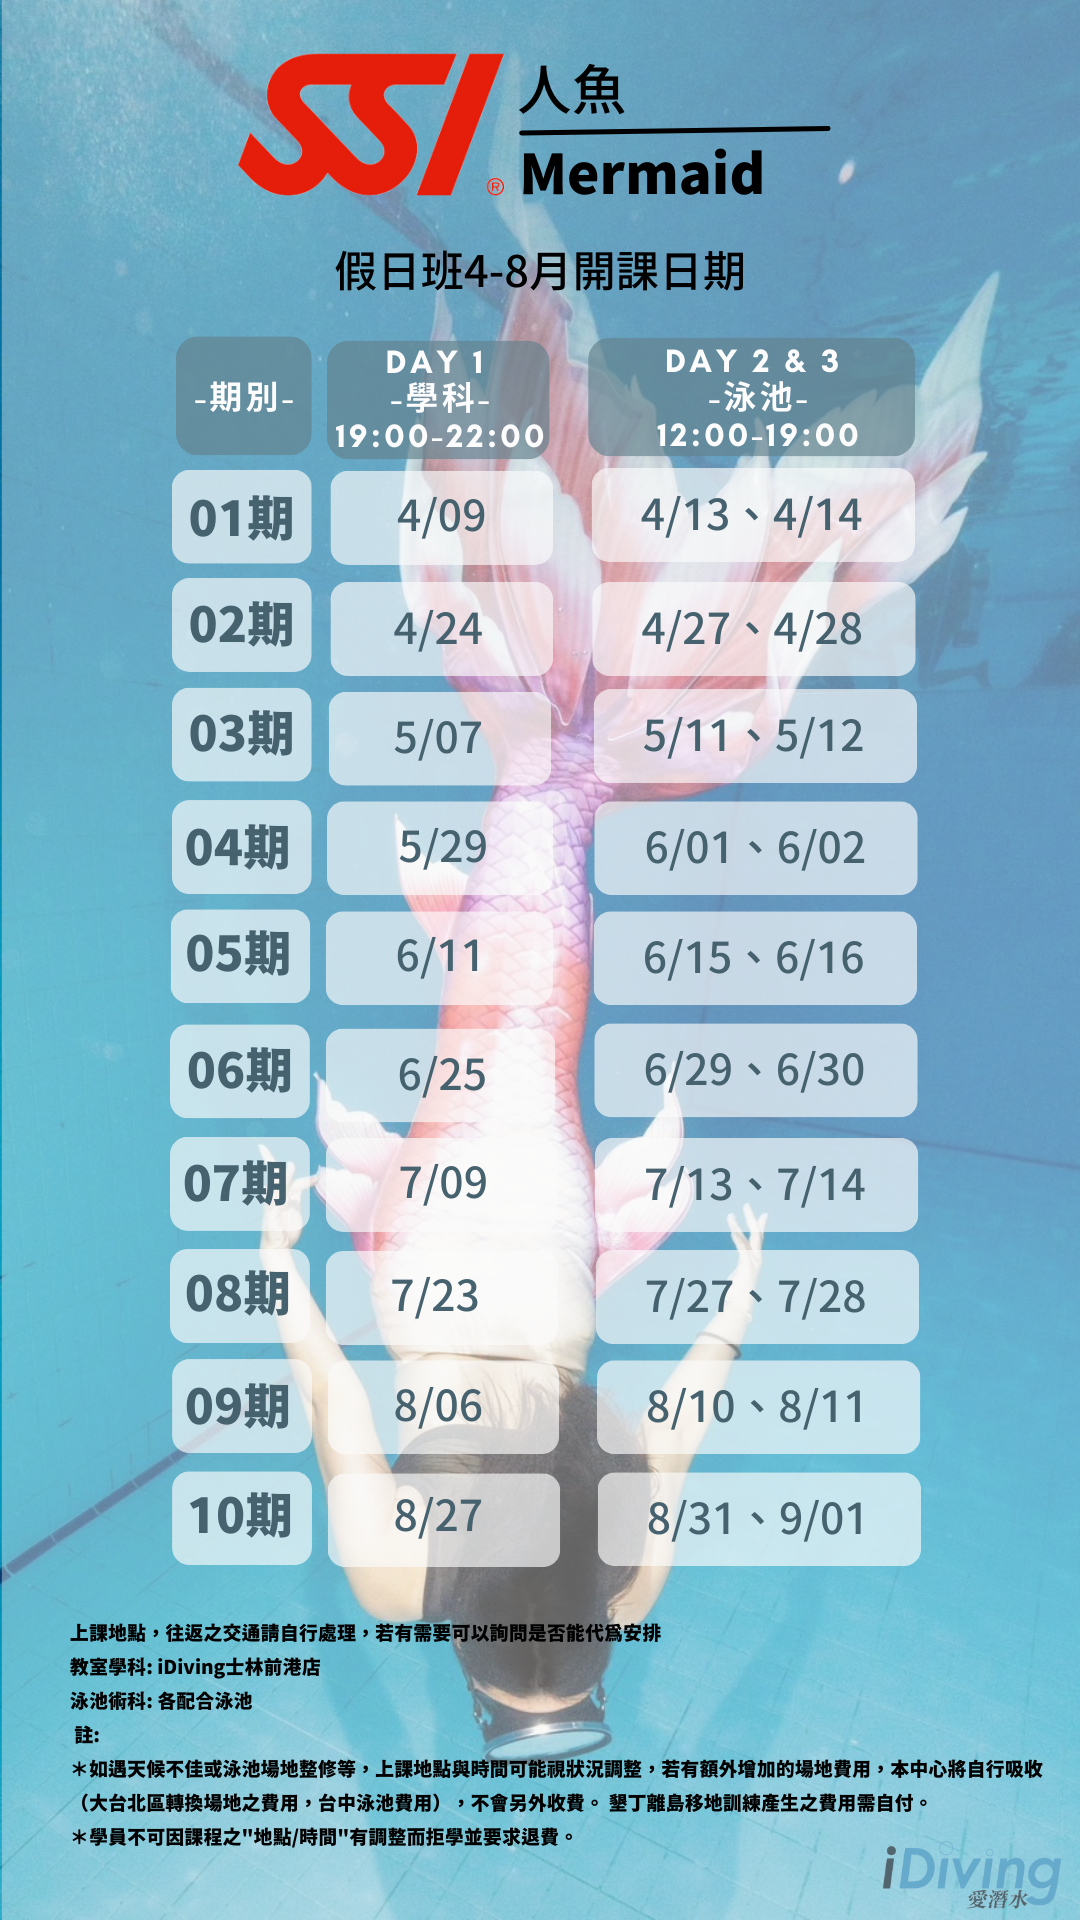 SSI®
人魚
Mermaid
假日班4-8月開課日期
-期別-
DAY 1
-學科-
19:00-22:00
DAY 2 & 3
-泳池-
12:00-19:00
01期 4/09 4/13、4/14
02期 4/24 4/27、4/28
03期 5/07 5/11、5/12
04期 5/29 6/01、6/02
05期 6/11 6/15、6/16
06期 6/25 6/29、6/30
07期 7/09 7/13、7/14
08期 7/23 7/27、7/28
09期 8/06 8/10、8/11
10期 8/27 8/31、9/01
上課地點，往返之交通請自行處理，若有需要可以詢問是否能代為安排
教室學科: iDiving士林前港店
泳池術科: 各配合泳池
註:
＊如遇天候不佳或泳池場地整修等，上課地點與時間可能視狀況調整，若有額外增加的場地費用，本中心將自行吸收
（大台北區轉換場地之費用，台中泳池費用），不會另外收費。 墾丁離島移地訓練產生之費用需自付。
＊學員不可因課程之"地點/時間"有調整而拒學並要求退費。
iDiving
愛潛水